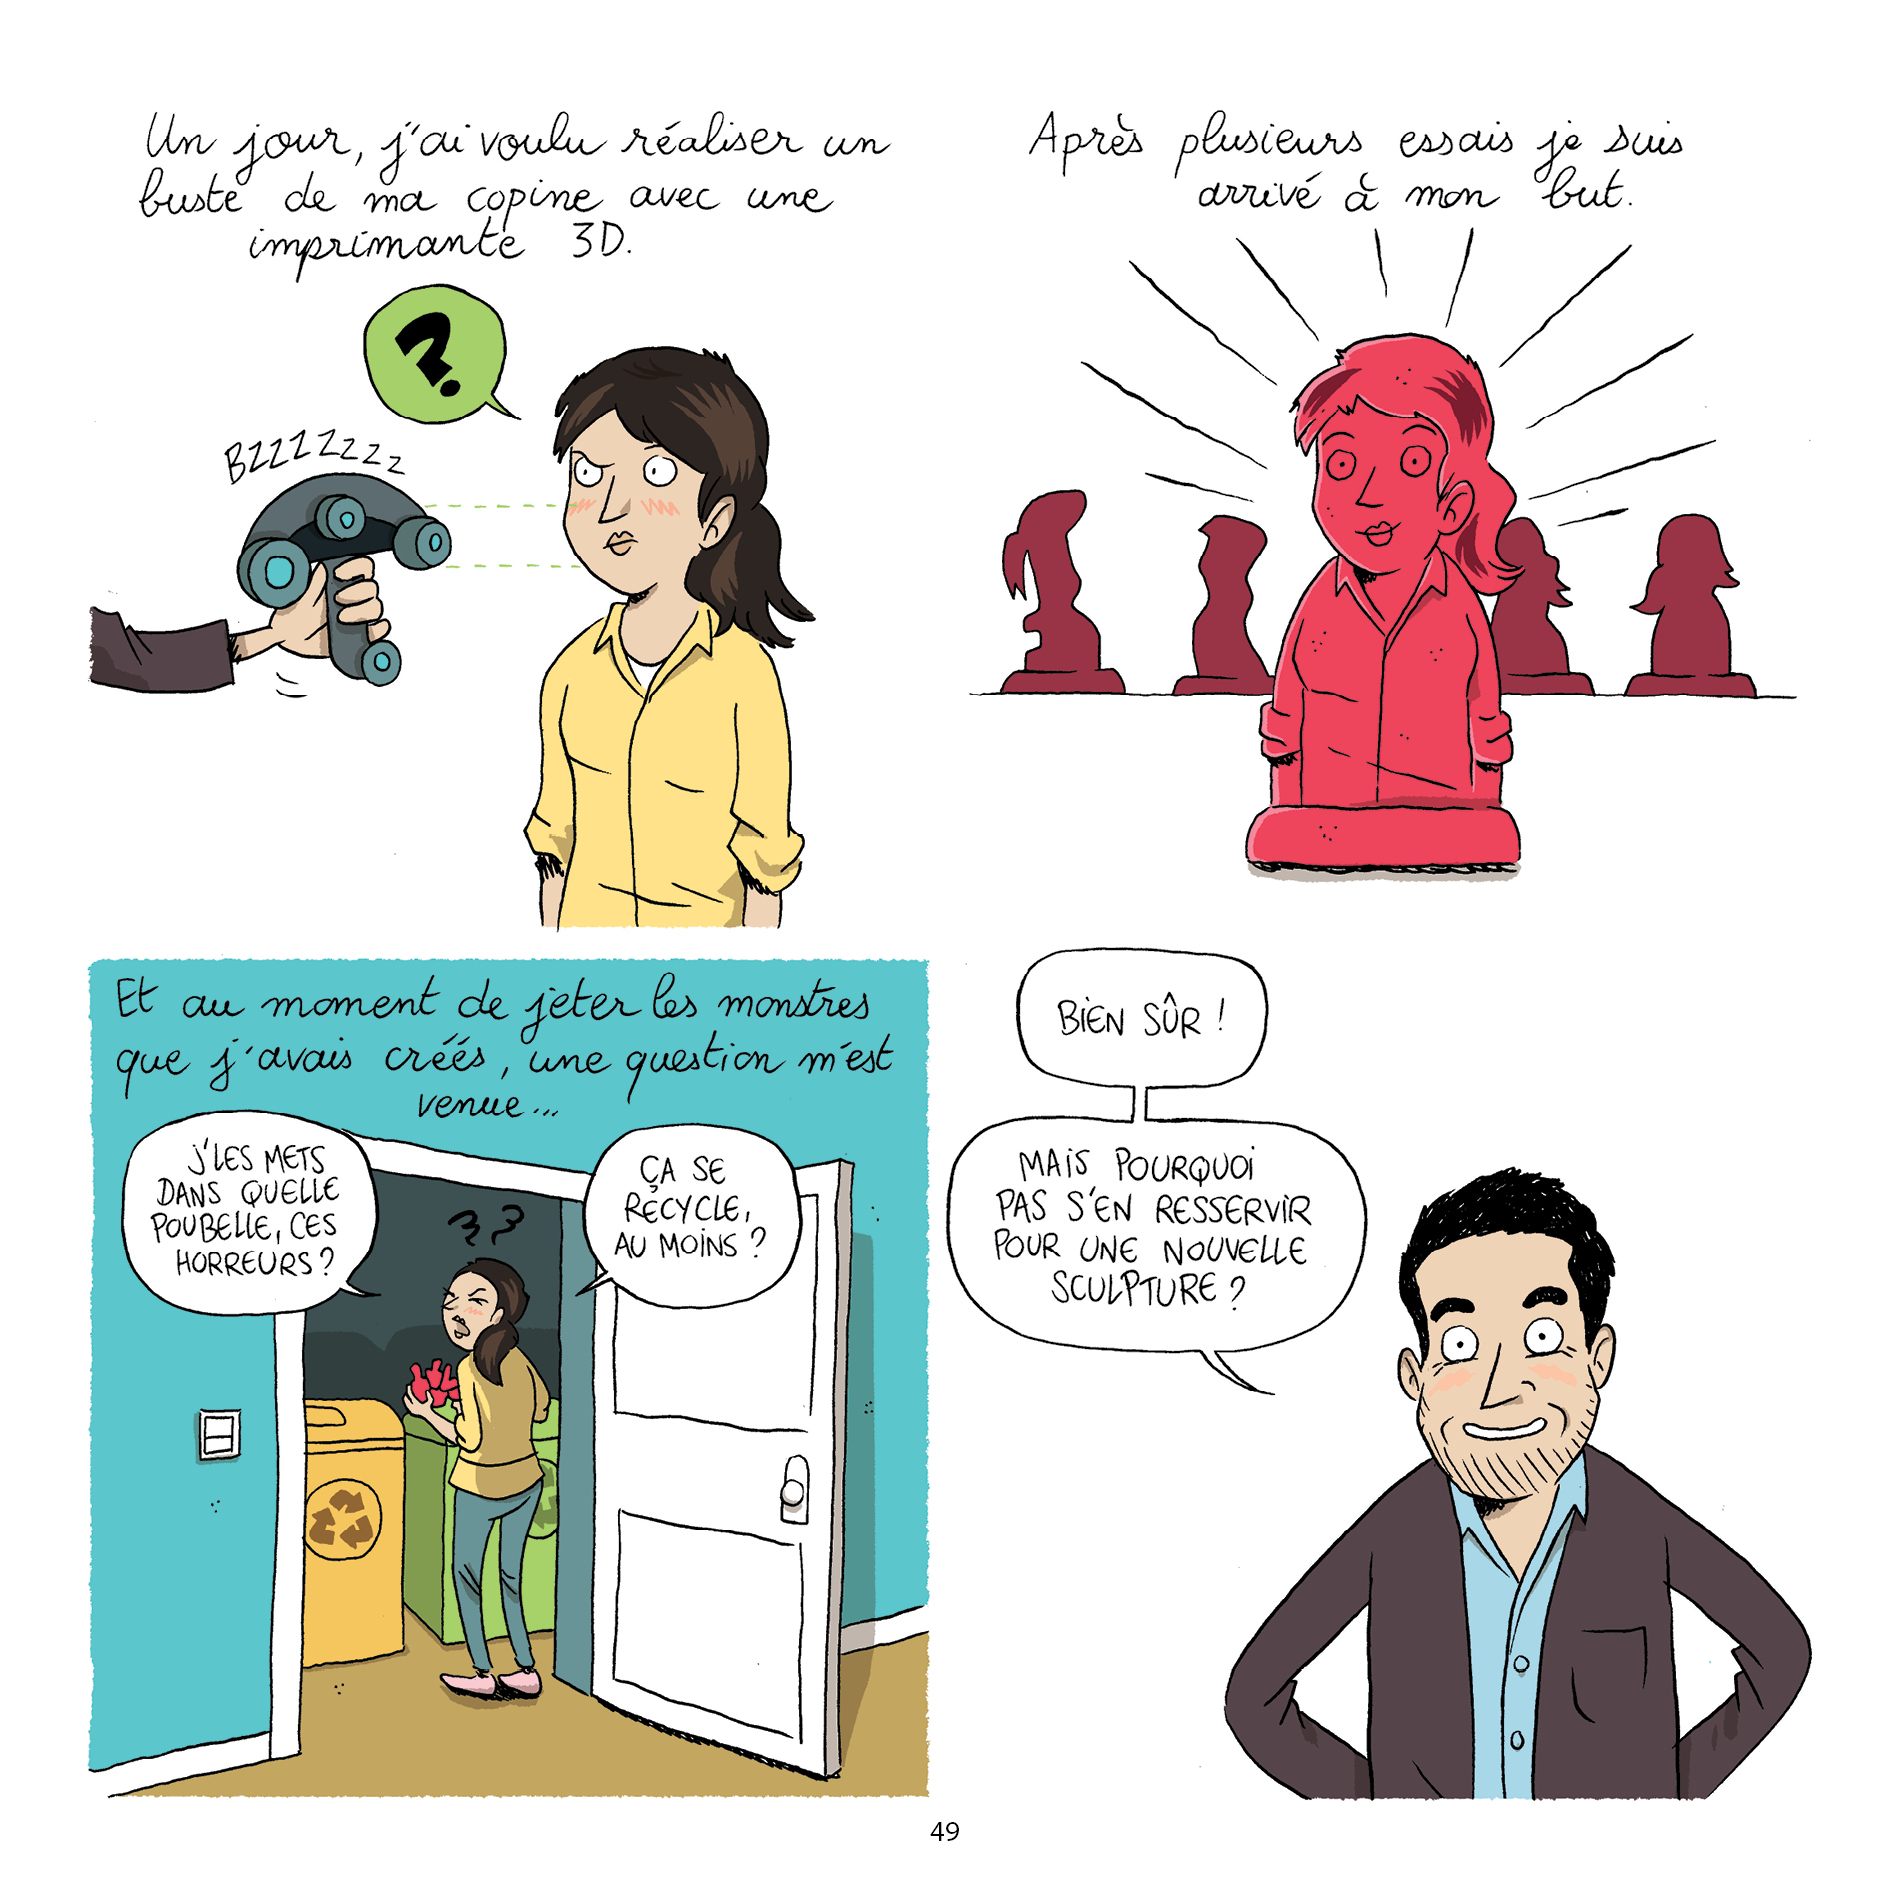 Un jour, j'ai voulu réaliser un
buste de ma copine avec une
imprimante 3D.
?
BZZZZZZZ
Après plusieurs essais je suis
arrivé à mon but.
Et au moment de jeter les monstres
que j'avais créés, une question m'est
venue...
J'LES METS
DANS QUELLE
POUBELLE, CES
HORREURS ?
ÇA SE
RECYCLE,
AU MOINS ?
BIEN SÛR !
MAIS POURQUOI
PAS S'EN RESSERVIR
POUR UNE NOUVELLE
SCULPTURE ?
49